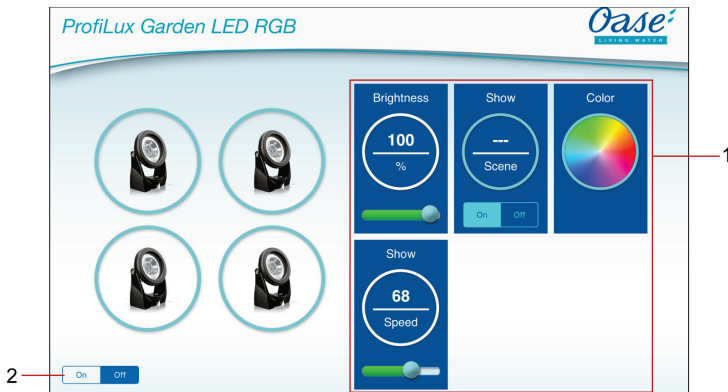 ProfiLux Garden LED RGB
Oase
LIVING WATER
Brightness
100
%
Show
---
Scene
On Off
Color
1
Show
68
Speed
2
On Off